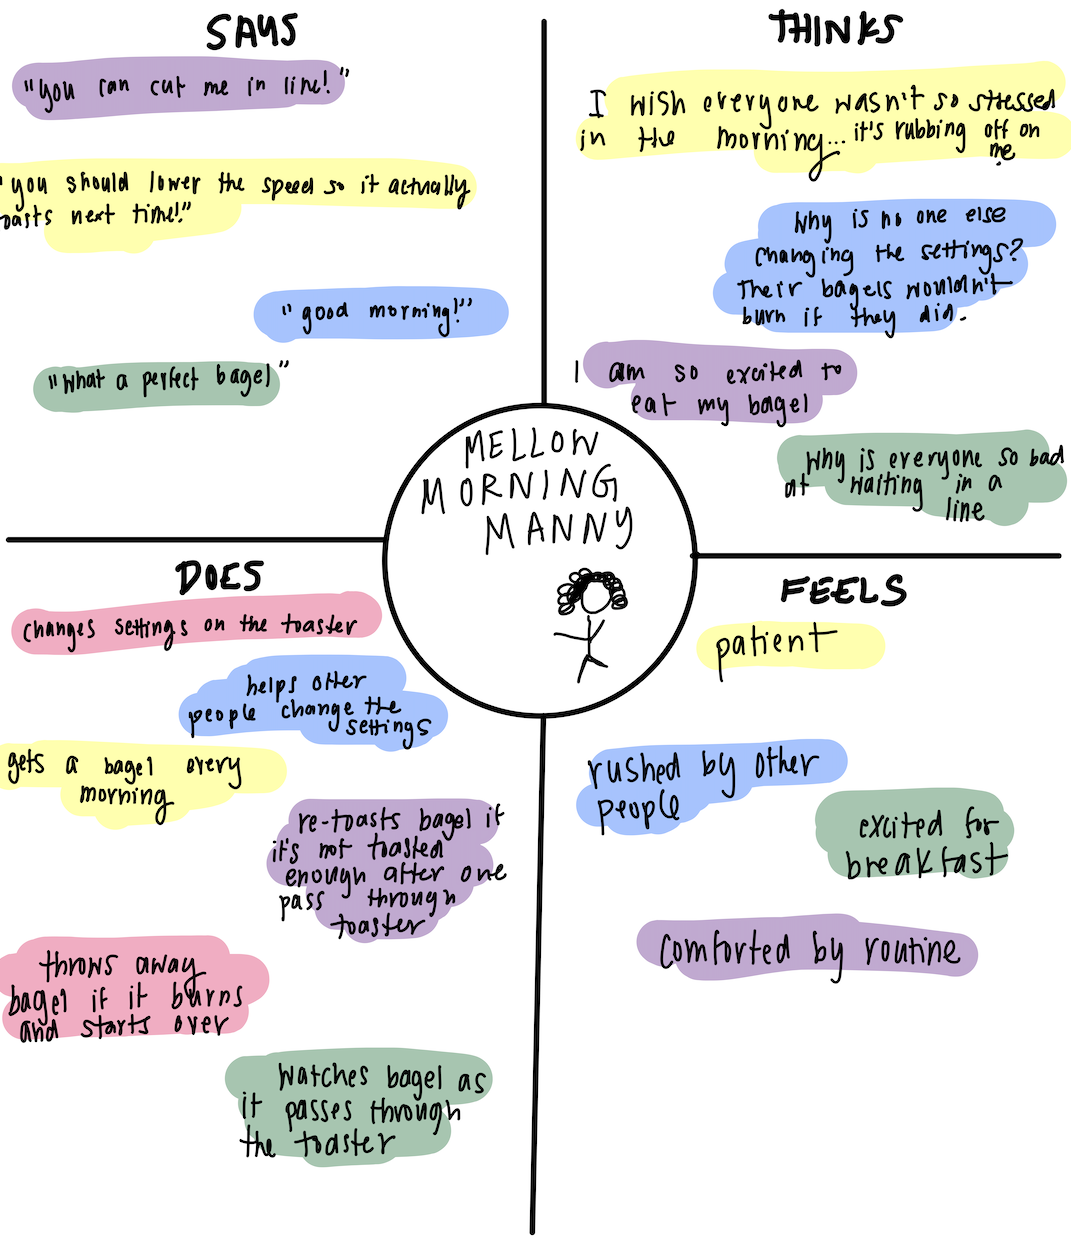 SAYS
"you can cut me in line!"
"you should lower the speed so it actually
oasts next time!"
"good morning!"
"What a perfect bagel"
THINKS
I wish everyone wasn't so stressed
in the morning... it's rubbing off on
me
Why is no one else
changing the settings?
Their bagels wouldn't
burn if they did.
I am so excited to
eat my bagel
Why is everyone so bad
at waiting in a
line
MELLOW
MORNING
MANNY
DOES
changes settings on the toaster
helps other
people change the
settings
gets a bagel every
morning
re-toasts bagel if
it's not toasted
enough after one
pass through
toaster
throws away
bagel if it burns
and starts over
Watches bagel as
it passes through
the toaster
FEELS
patient
rushed by other
people
excited for
breakfast
comforted by routine